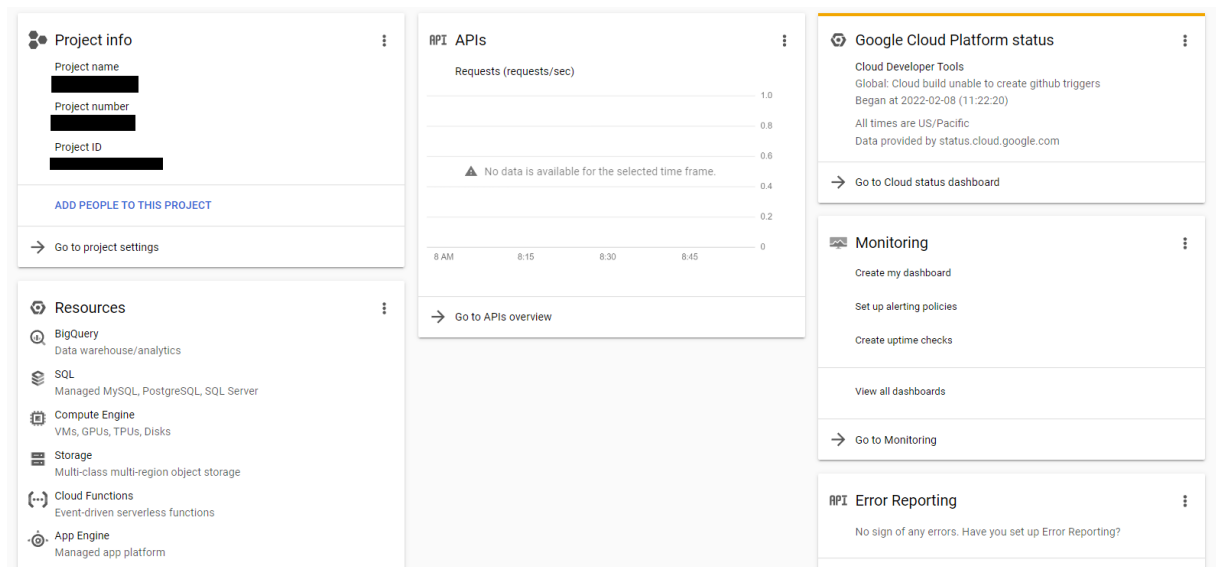 Project info
Project name
Project number
Project ID
ADD PEOPLE TO THIS PROJECT
Go to project settings
Resources
BigQuery
Data warehouse/analytics
SQL
Managed MySQL, PostgreSQL, SQL Server
Compute Engine
VMs, GPUs, TPUs, Disks
Storage
Multi-class multi-region object storage
Cloud Functions
Event-driven serverless functions
App Engine
Managed app platform
API APIs
Requests (requests/sec)
1.0
0.8
0.6
No data is available for the selected time frame.
0.4
0.2
0
8 AM 8:15 8:30 8:45
Go to APIs overview
Google Cloud Platform status
Cloud Developer Tools
Global: Cloud build unable to create github triggers
Began at 2022-02-08 (11:22:20)
All times are US/Pacific
Data provided by status.cloud.google.com
Go to Cloud status dashboard
Monitoring
Create my dashboard
Set up alerting policies
Create uptime checks
View all dashboards
Go to Monitoring
API Error Reporting
No sign of any errors. Have you set up Error Reporting?